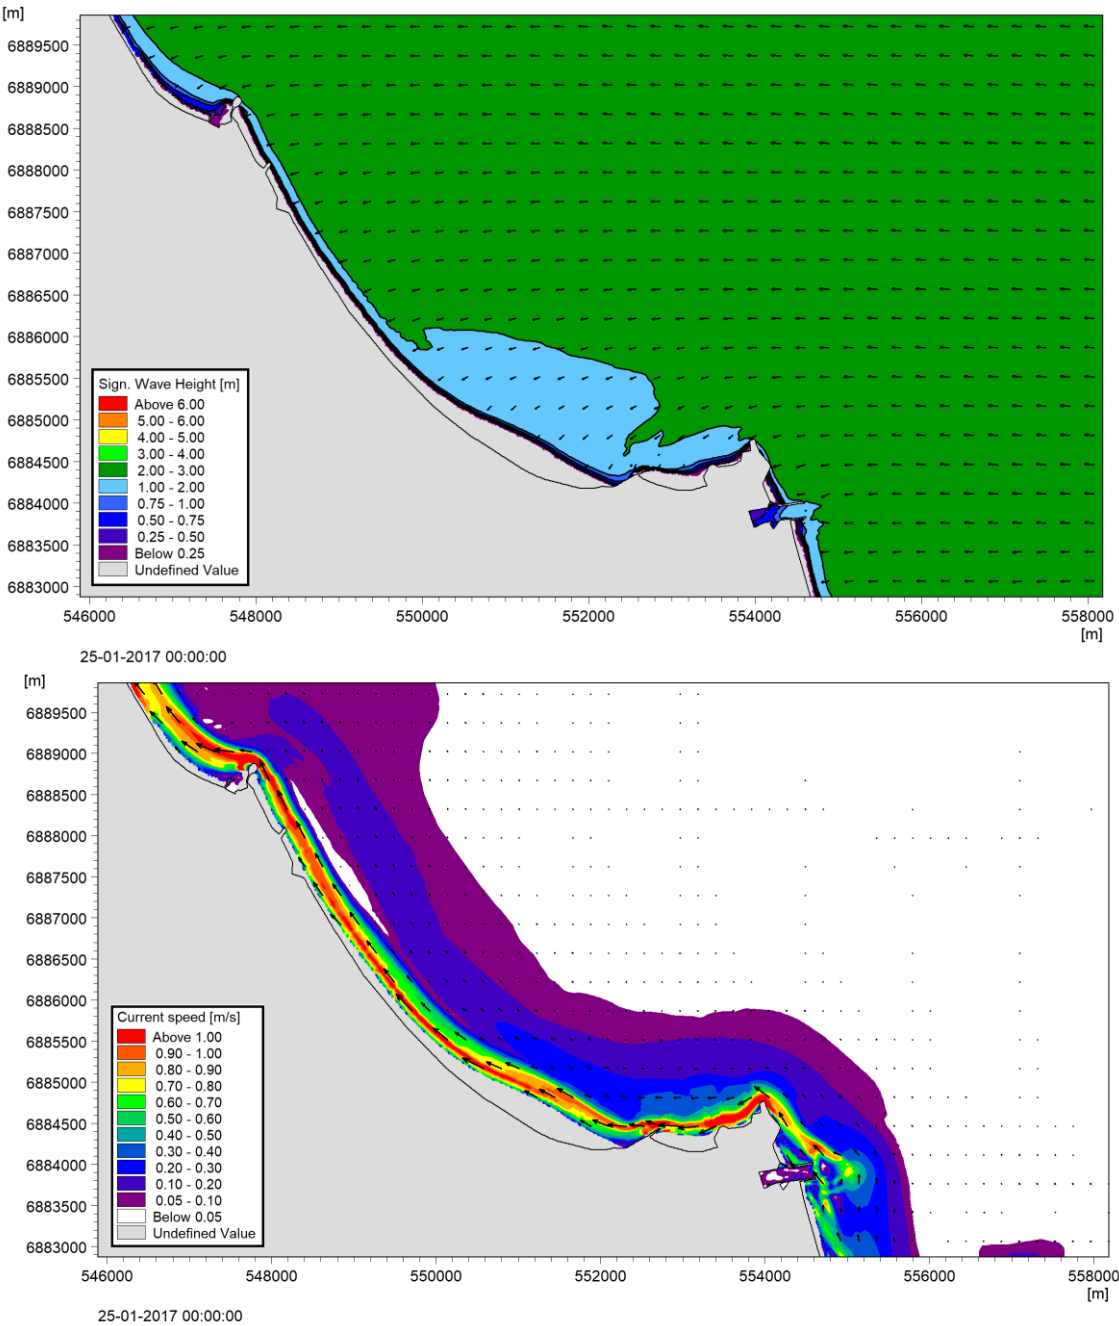 [m]
6889500
6889000
6888500
6888000
6887500
6887000
6886500
6886000
6885500
6885000
6884500
6884000
6883500
6883000
Sign. Wave Height [m]
Above 6.00
5.00 - 6.00
4.00 - 5.00
3.00 - 4.00
2.00 - 3.00
1.00 - 2.00
0.75 - 1.00
0.50 - 0.75
0.25 - 0.50
Below 0.25
Undefined Value
546000 548000 550000 552000 554000 556000 558000
[m]
25-01-2017 00:00:00
[m]
6889500
6889000
6888500
6888000
6887500
6887000
6886500
6886000
6885500
6885000
6884500
6884000
6883500
6883000
Current speed [m/s]
Above 1.00
0.90 - 1.00
0.80 - 0.90
0.70 - 0.80
0.60 - 0.70
0.50 - 0.60
0.40 - 0.50
0.30 - 0.40
0.20 - 0.30
0.10 - 0.20
0.05 - 0.10
Below 0.05
Undefined Value
546000 548000 550000 552000 554000 556000 558000
[m]
25-01-2017 00:00:00